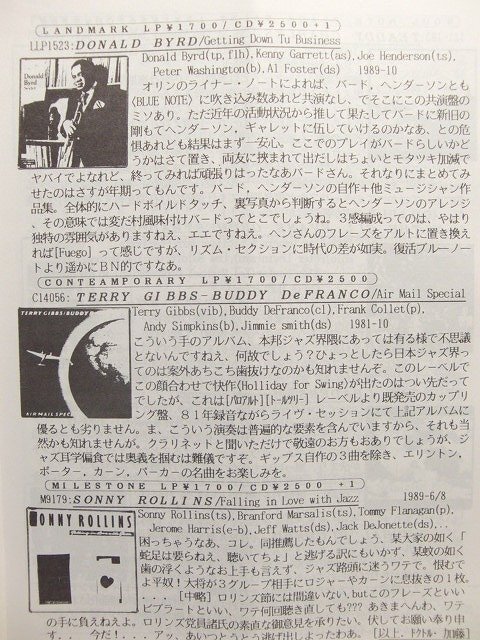 LANDMARK LP¥1700/CD¥2500+1
LLP1523: DONALD BYRD/Getting Down Tu Business
Donald Byrd
Donald Byrd(tp,flh), Kenny Garrett(as), Joe Henderson(ts),
Peter Washington(b), Al Foster(ds) 1989-10
オリンのライナー・ノートによれば、バード，ヘンダーソンとも
(BLUE NOTE) に吹き込み数あれど共演なし、でそこにこの共演盤の
ミソあり。ただ近年の活動状況から推して果たしてバードに新旧の
剛もてヘンダーソン，ギャレットに伍していけるのかなあ、との危
惧あれども結果はまず一安心。ここでのプレイがバードらしいかど
うかはさて置き、両友に挟まれて出だしはちょいとモタツキ加減で
ヤバイでよなれど、終ってみれば頑張りはったなあバードさん。それなりにまとめてみ
せたのはさすが年期ってもんです。バード，ヘンダーソンの自作＋他ミュージシャン作
品集。全体的にハードボイルドタッチ、裏写真から判断するとヘンダーソンのアレンジ
、その意味では変だ村風味付けバードってとこでしょうね。３感編成ってのは、やはり
独特の雰囲気がありますねえ、エエですねえ。ヘンさんのフレーズをアルトに置き換え
れば[Fuego] って感じですが、リズム・セクションに時代の差が如実。復活ブルーノー
トより遥かにＢＮ的ですなあ。
CONTEAMPORARY LP¥1700/CD¥2500
C14056: TERRY GIBBS-BUDDY DeFRANCO/Air Mail Special
TERRY GIBBS/BUDDY
AIR MAIL SPECI
Terry Gibbs(vib), Buddy DeFranco(cl), Frank Collet(p),
Andy Simpkins(b), Jimmie smith(ds) 1981-10
こういう手のアルバム、本邦ジャズ界隈にあっては有る様で不思議
とないんですねえ、何故でしょう？ひょっとしたら日本ジャズ界っ
てのは案外あちこち歯抜けなのかも知れませんぞ。このレーベルで
この顔合わせで快作(Holliday for Swing)が出たのはつい先だって
でしたが、これは[パロアルト][トールツリー] レーベルより既発売のカップリ
ング盤、８１年録音ながらライヴ・セッションにて上記アルバムに
優るとも劣りません。ま、こういう演奏は普遍的な要素を含んでいますから、それも当
然かも知れませんが。クラリネットと聞いただけで敬遠のお方もおありでしょうが、ジ
ャズ耳学偏食では奥義を掴むは難儀ですぞ。ギッブス自作の３曲を除き、エリントン，
ポーター，カーン，パーカーの名曲をお楽しみを。
MILESTONE LP¥1700/CD¥2500 +1
M9179: SONNY ROLLINS/Falling in Love with Jazz 1989-6/8
SONNY ROLLINS
Sonny Rollins(ts), Branford Marsalis(ts), Tommy Flanagan(p),
Jerome Harris(e-b), Jeff Watts(ds), Jack DeJonette(ds)...
困っちゃうなあ、コレ。同推薦したもんでしょう、某大家の如く「
蛇足は要らねえ、聴いてちょ」と逃げる訳にもいかず、某蚊の如く
歯の浮くようなお上手も言えず、ジャズ路頭に迷うワテで。恨むで
よ平奴！大将が３グループ相手にロジャーやカーンに息抜きの１枚。
．．．［中略］ロリンズ節には間違いない、butこのフレーズといい
ビブラートといい、ワテ何回聴き直しても??? あきまへんわ、ワテ
の手に負えねえよ。ロリンズ党員諸氏の素直な御意見を承りたい。伏してお願い奉り申
す．．．今だ！．．．アッ、あいつとうとう逃げ出しよったあ。 [以上 ドクトル 加藤]